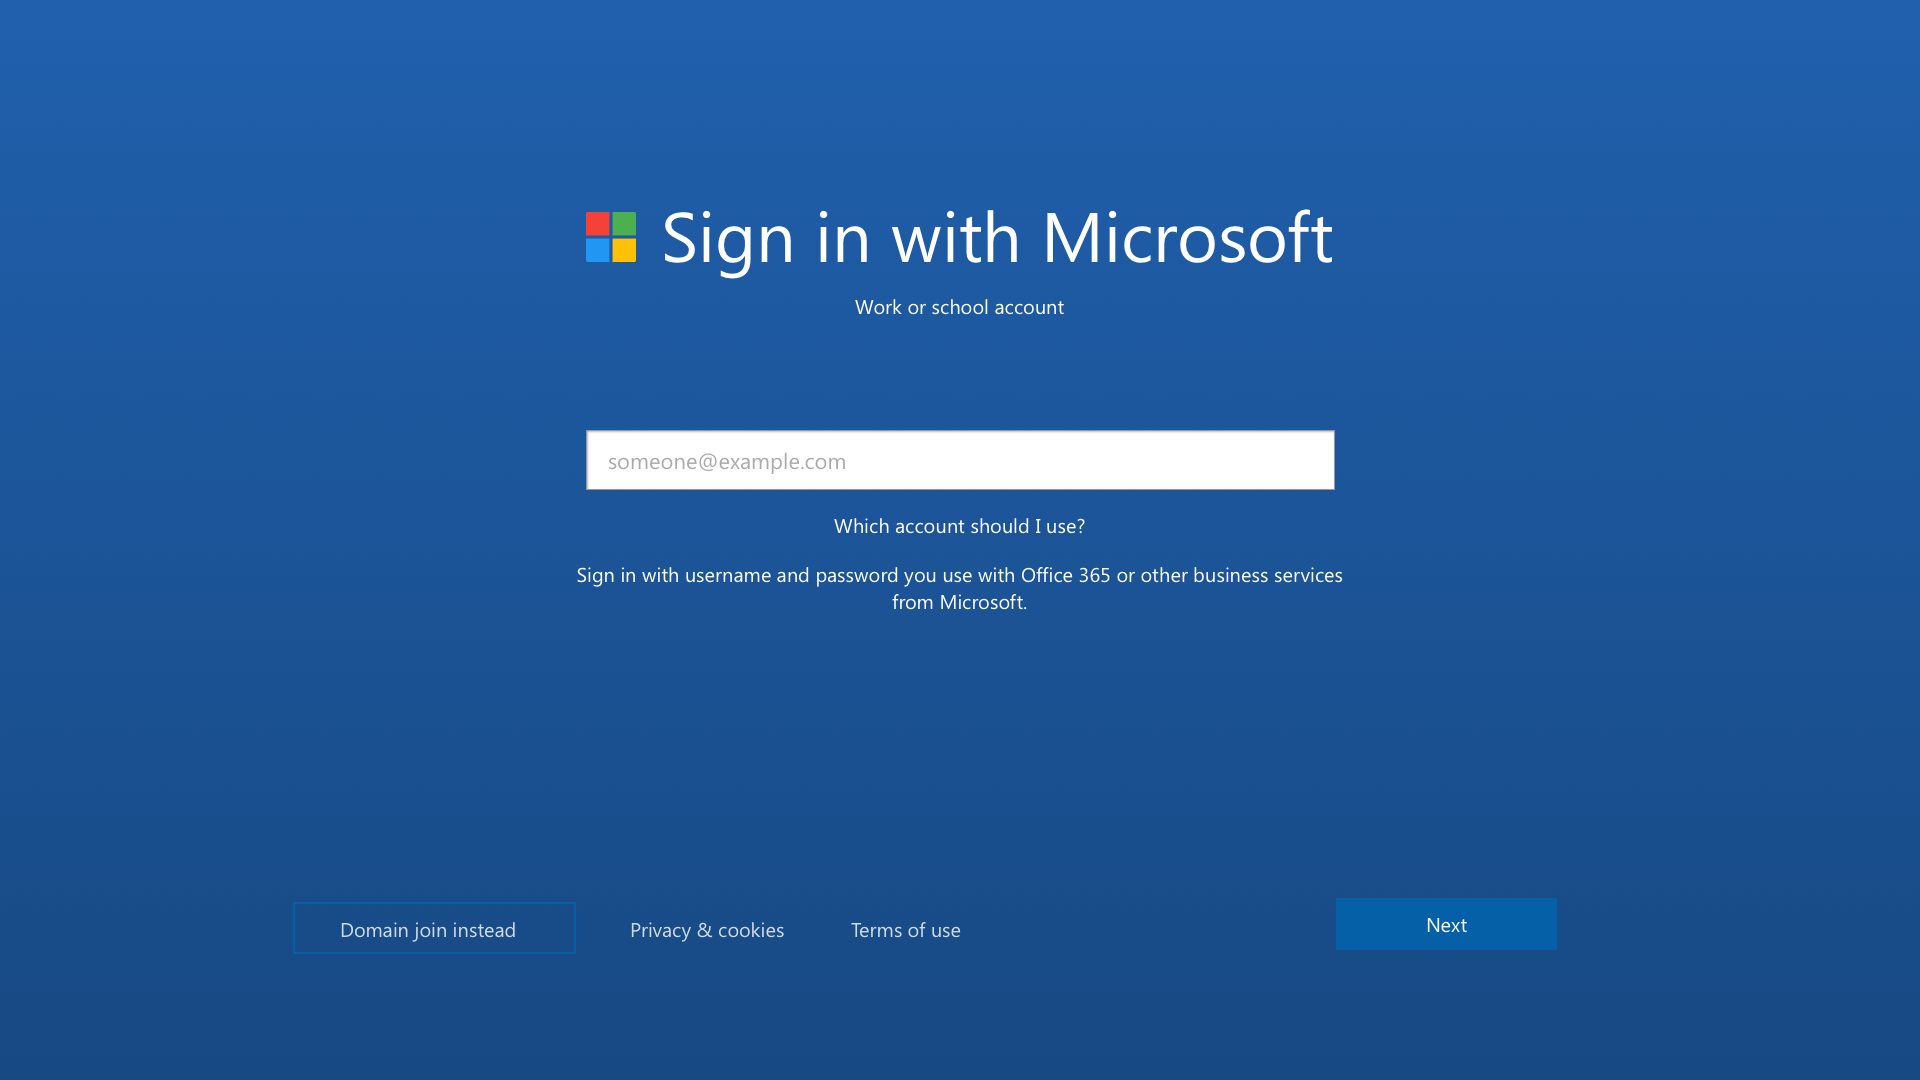 Sign in with Microsoft
Work or school account
someone@example.com
Which account should I use?
Sign in with username and password you use with Office 365 or other business services
from Microsoft.
Domain join instead
Privacy & cookies
Terms of use
Next